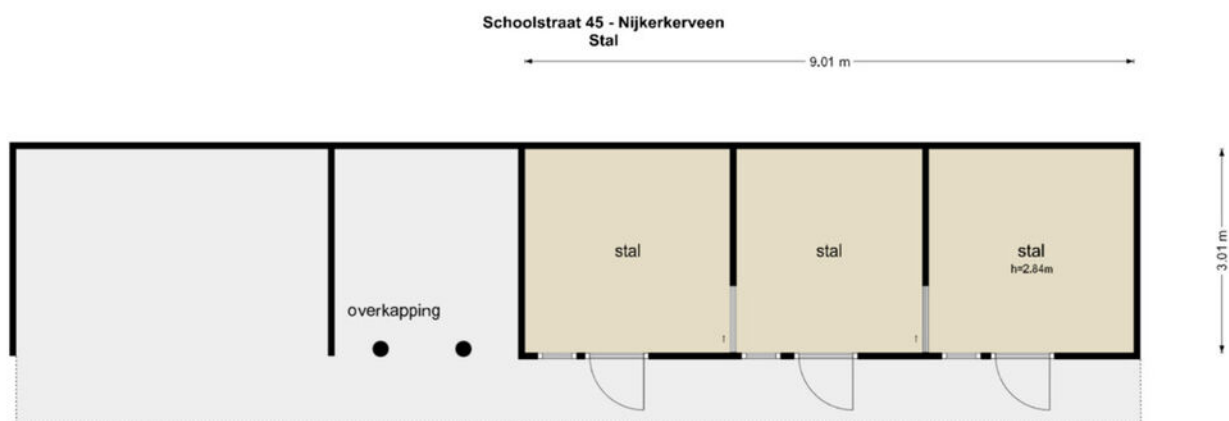 Schoolstraat 45 - Nijkerkerveen
Stal
9.01 m
stal
stal
stal
h=2.84m
3.01 m
overkapping